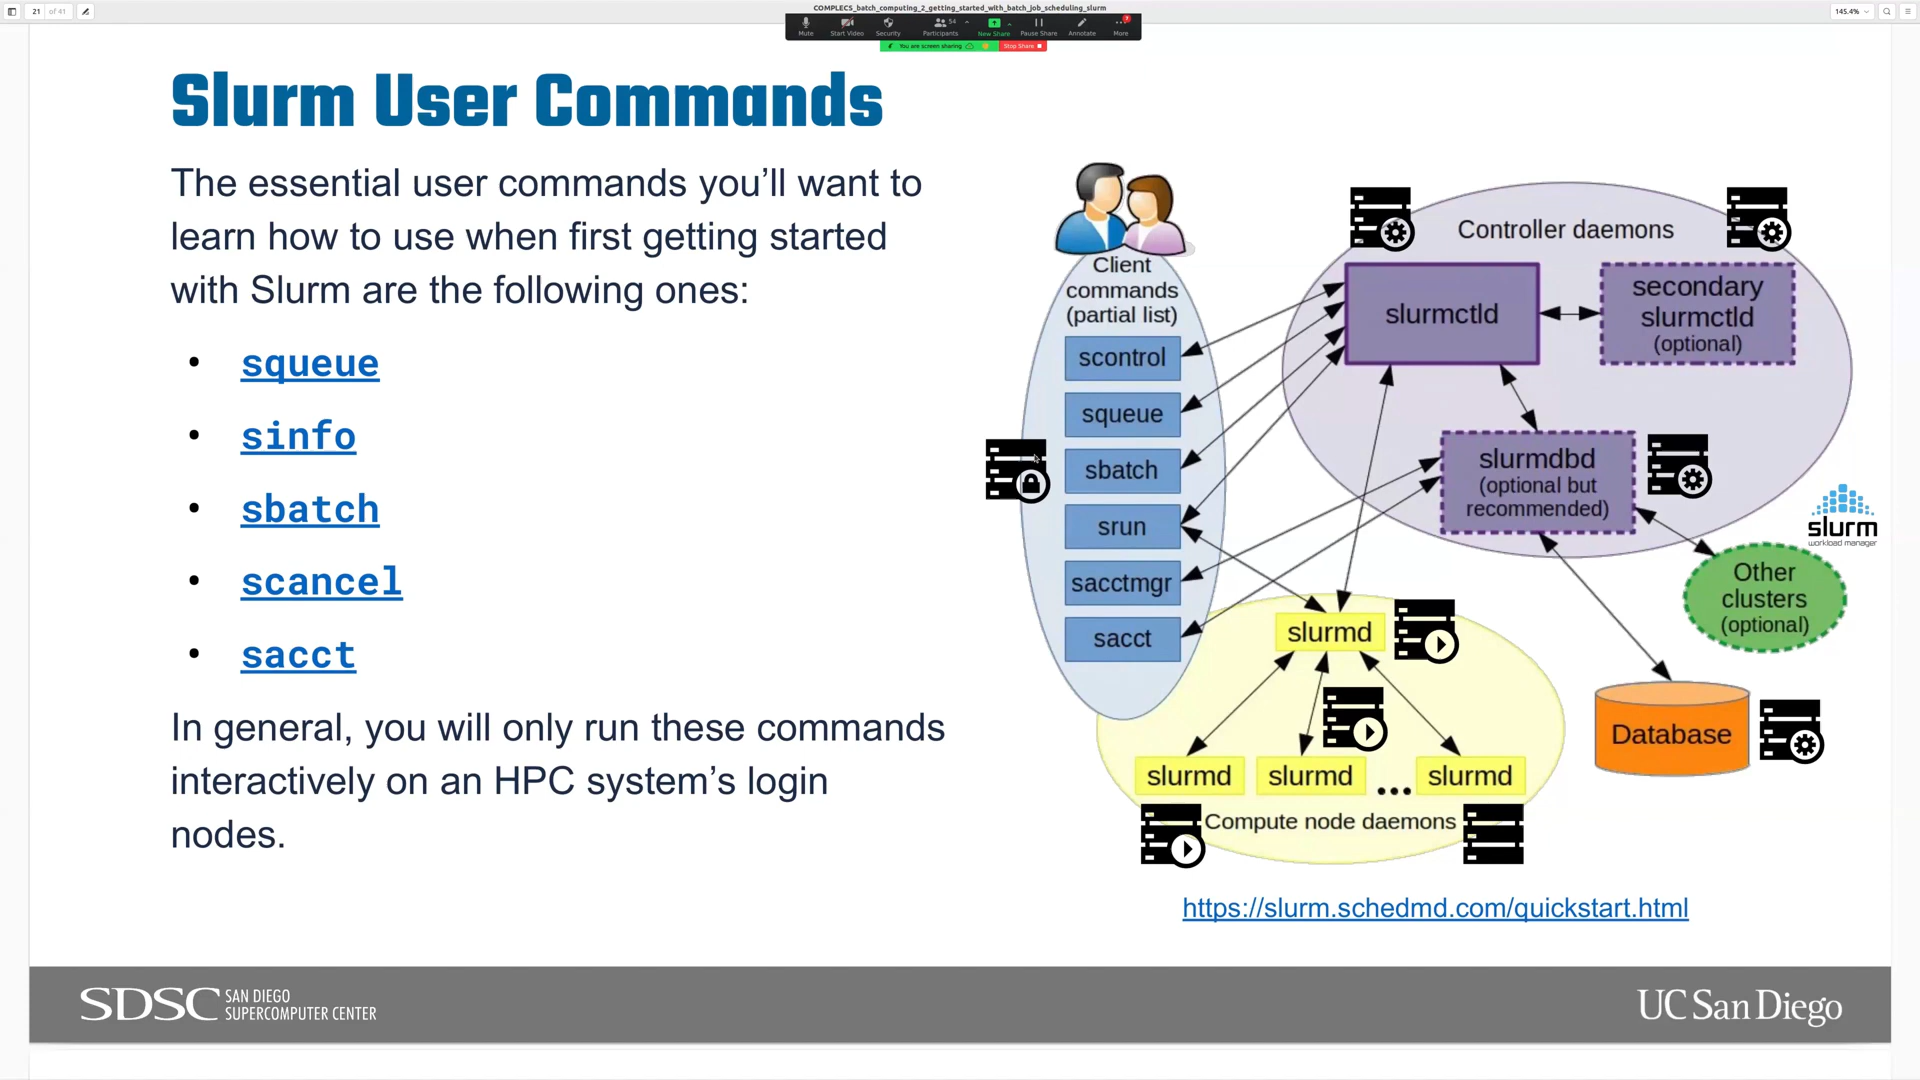 21 of 41
COMPLECS_batch_computing_2_getting_started_with_batch_job_scheduling_slurm
145.4%
54
7
Mute Start Video Security Participants New Share Pause Share Annotate More
You are screen sharing Stop Share
Slurm User Commands
The essential user commands you’ll want to
learn how to use when first getting started
with Slurm are the following ones:
• squeue
• sinfo
• sbatch
• scancel
• sacct
In general, you will only run these commands
interactively on an HPC system’s login
nodes.
Client
commands
(partial list)
scontrol
squeue
sbatch
srun
sacctmgr
sacct
Controller daemons
slurmctld
secondary
slurmctld
(optional)
slurmdbd
(optional but
recommended)
slurm
workload manager
Other
clusters
(optional)
Database
slurmd
slurmd slurmd ... slurmd
Compute node daemons
https://slurm.schedmd.com/quickstart.html
SDSC SAN DIEGO
SUPERCOMPUTER CENTER
UC San Diego